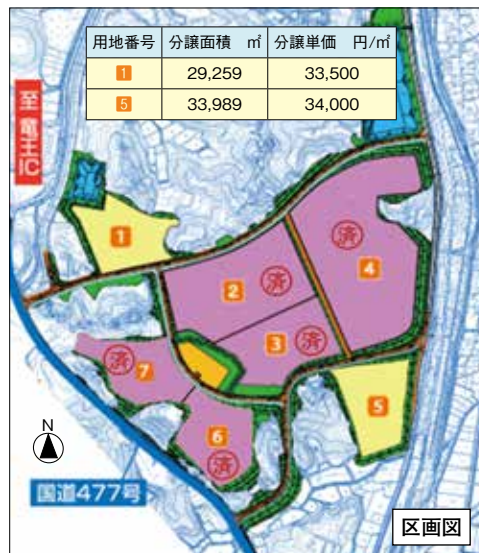 用地番号 分譲面積 ㎡ 分譲単価 円/㎡
1 29,259 33,500
5 33,989 34,000
至 竜王IC
1
済
4
2 済
済
3
済
7
5
6
済
N
国道477号
区画図